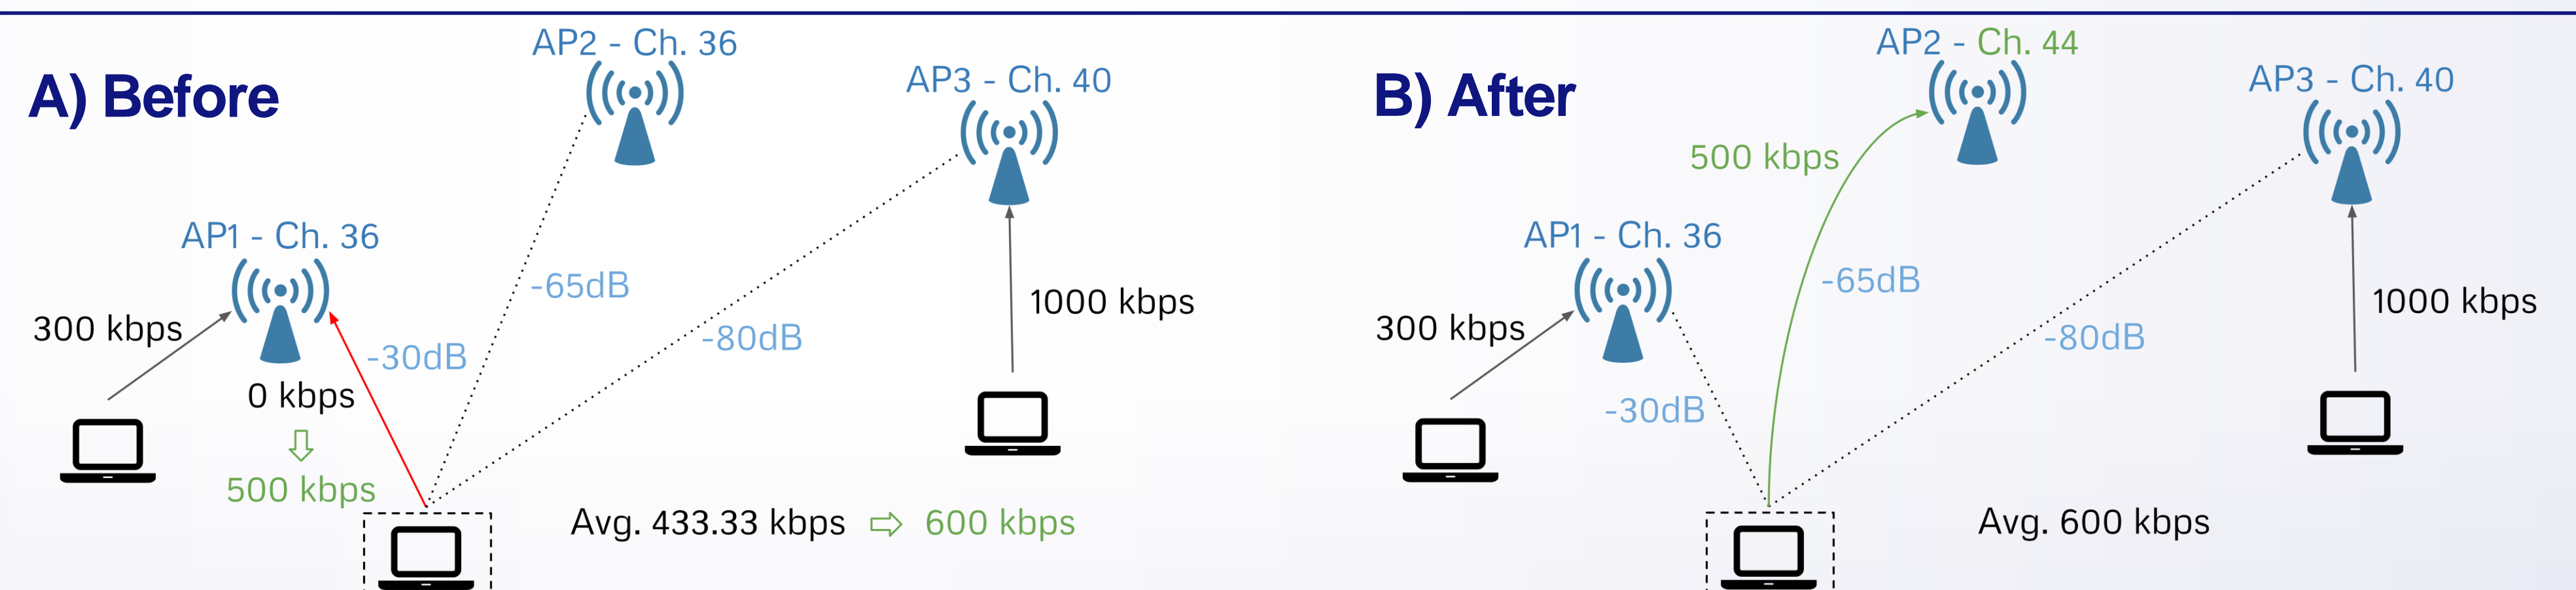 A) Before
AP2 - Ch. 36
AP3 - Ch. 40
AP1 - Ch. 36
-65dB
300 kbps
1000 kbps
-80dB
-30dB
0 kbps
500 kbps
Avg. 433.33 kbps ⇨ 600 kbps
B) After
AP2 - Ch. 44
AP3 - Ch. 40
500 kbps
AP1 - Ch. 36
-65dB
300 kbps
1000 kbps
-80dB
-30dB
Avg. 600 kbps